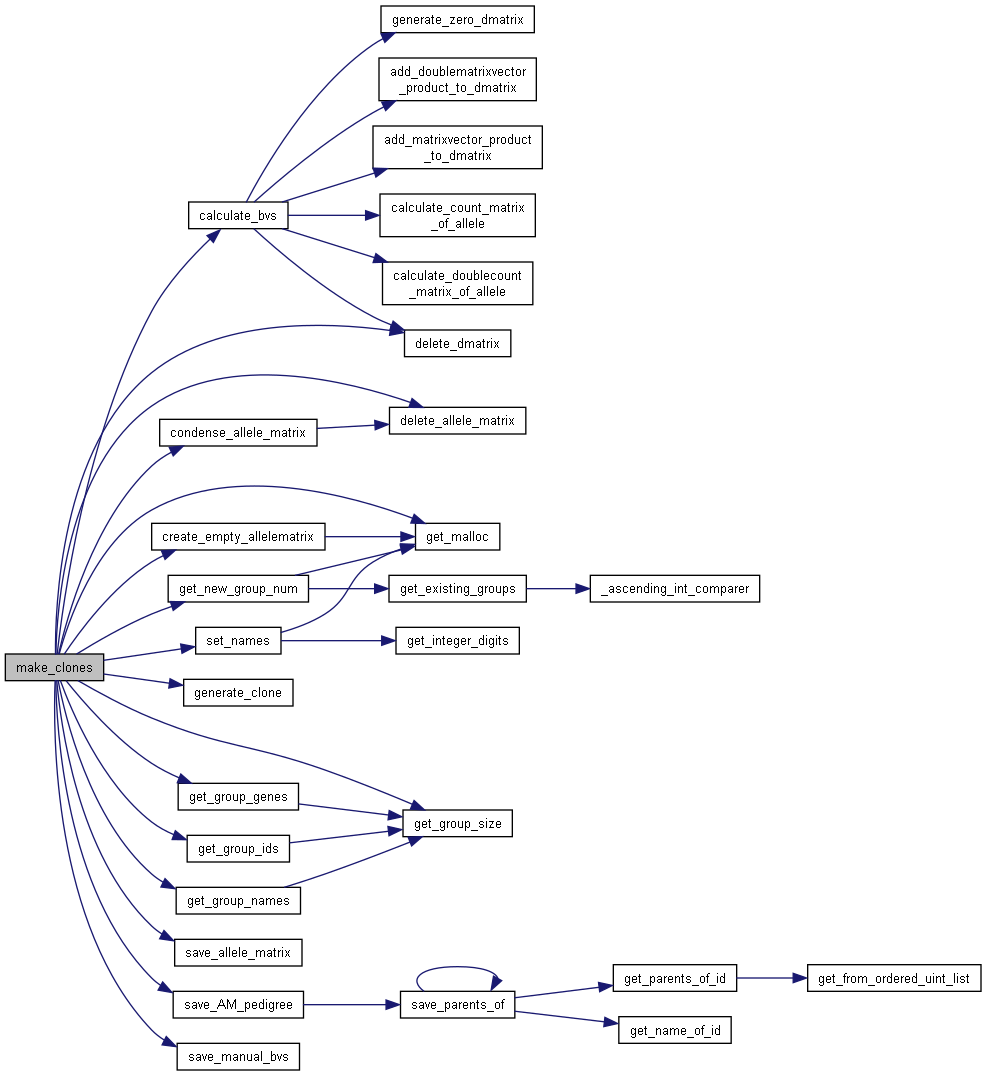 generate_zero_dmatrix
add_doublematrixvector
_product_to_dmatrix
add_matrixvector_product
_to_dmatrix
calculate_bvs
calculate_count_matrix
_of_allele
calculate_doublecount
_matrix_of_allele
delete_dmatrix
delete_allele_matrix
condense_allele_matrix
create_empty_allelematrix
get_malloc
get_new_group_num
get_existing_groups
_ascending_int_comparer
set_names
get_integer_digits
make_clones
generate_clone
get_group_genes
get_group_size
get_group_ids
get_group_names
save_allele_matrix
get_parents_of_id
get_from_ordered_uint_list
save_AM_pedigree
save_parents_of
get_name_of_id
save_manual_bvs